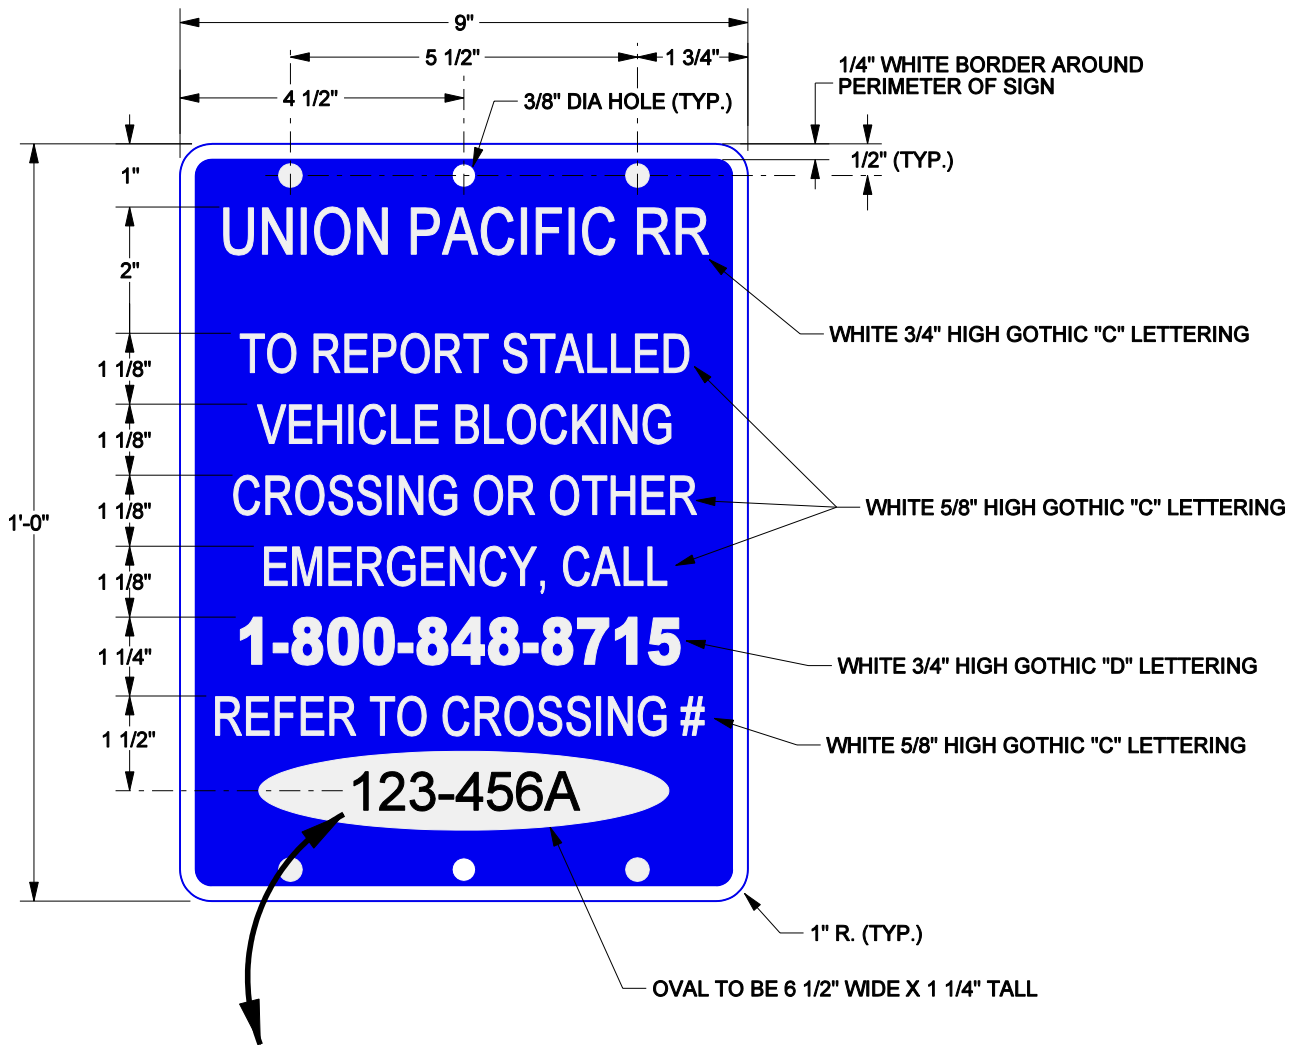 9"
5 1/2"
1 3/4"
4 1/2"
3/8" DIA HOLE (TYP.)
1/4" WHITE BORDER AROUND
PERIMETER OF SIGN
1/2" (TYP.)
1"
2"
1 1/8"
1 1/8"
1 1/8"
1 1/8"
1 1/4"
1 1/2"
1'-0"
UNION PACIFIC RR
TO REPORT STALLED
VEHICLE BLOCKING
CROSSING OR OTHER
EMERGENCY, CALL
1-800-848-8715
REFER TO CROSSING #
123-456A
WHITE 3/4" HIGH GOTHIC "C" LETTERING
WHITE 5/8" HIGH GOTHIC "C" LETTERING
WHITE 3/4" HIGH GOTHIC "D" LETTERING
WHITE 5/8" HIGH GOTHIC "C" LETTERING
1" R. (TYP.)
OVAL TO BE 6 1/2" WIDE X 1 1/4" TALL